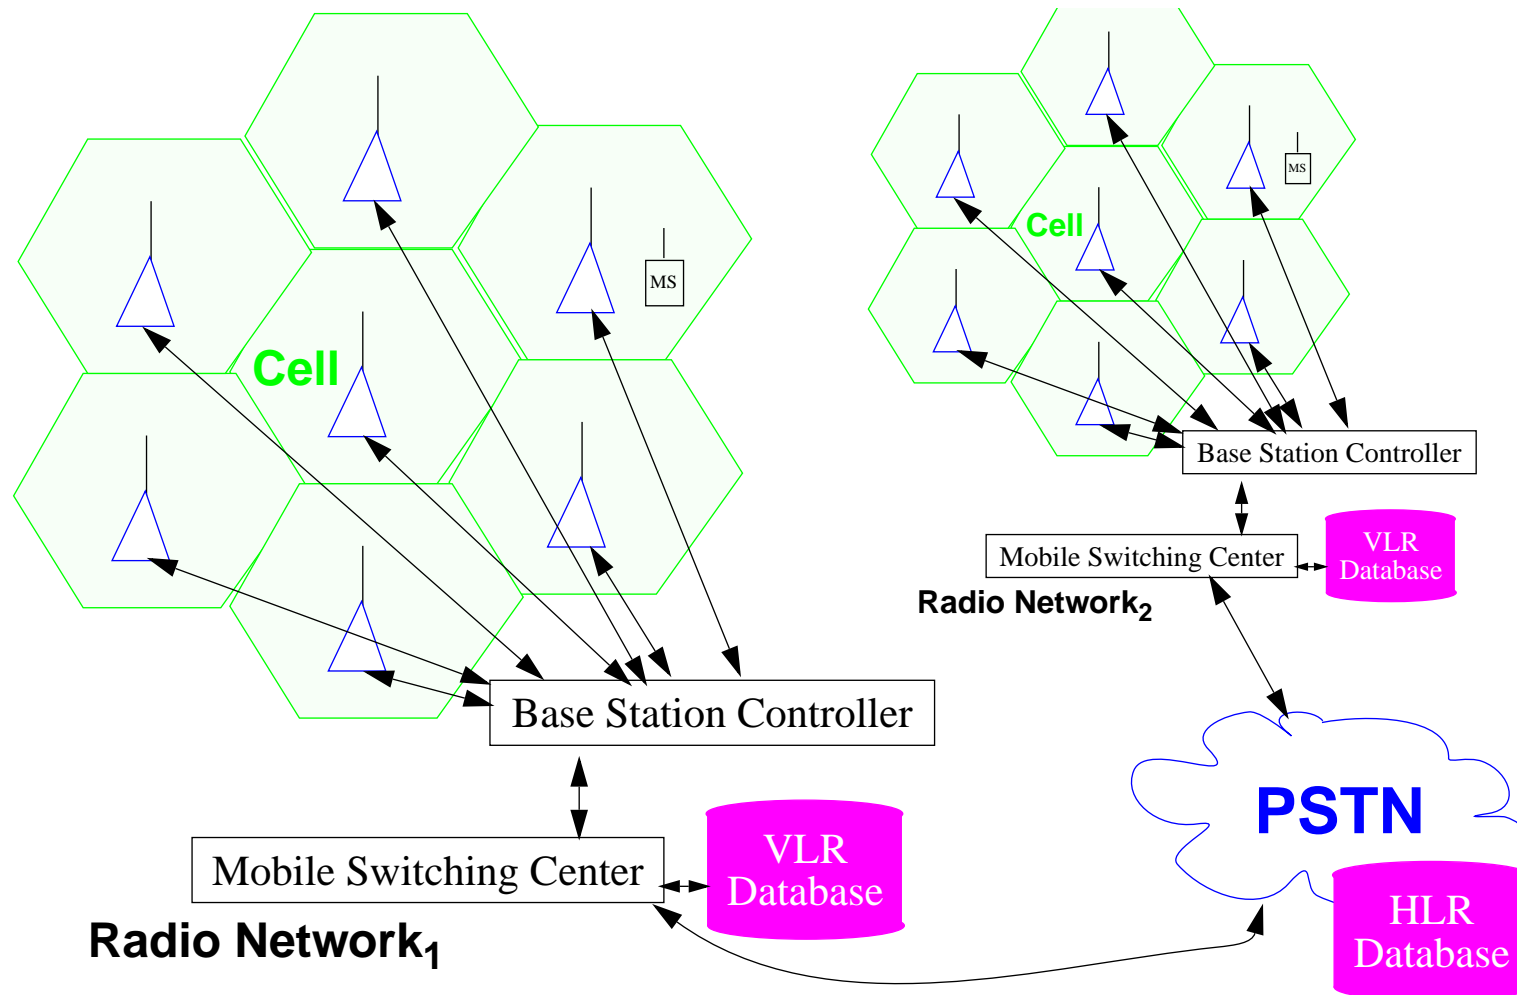 MS
Cell
Base Station Controller
Mobile Switching Center
VLR
Database
Radio Network1
MS
Cell
Base Station Controller
Mobile Switching Center
VLR
Database
Radio Network2
PSTN
HLR
Database